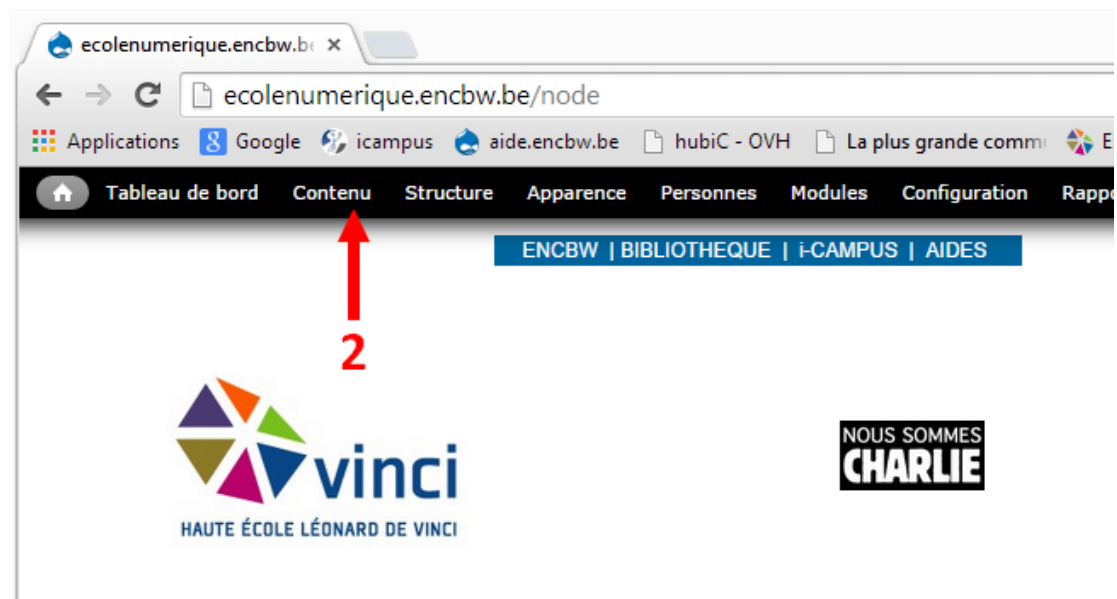 ecolenumerique.encbw.be
ecolenumerique.encbw.be/node
Applications Google icampus aide.encbw.be hubiC - OVH La plus grande comm
Tableau de bord Contenu Structure Apparence Personnes Modules Configuration Rappo
ENCBW | BIBLIOTHEQUE | i-CAMPUS | AIDES
2
NOUS SOMMES
CHARLIE
vinci
HAUTE ÉCOLE LÉONARD DE VINCI